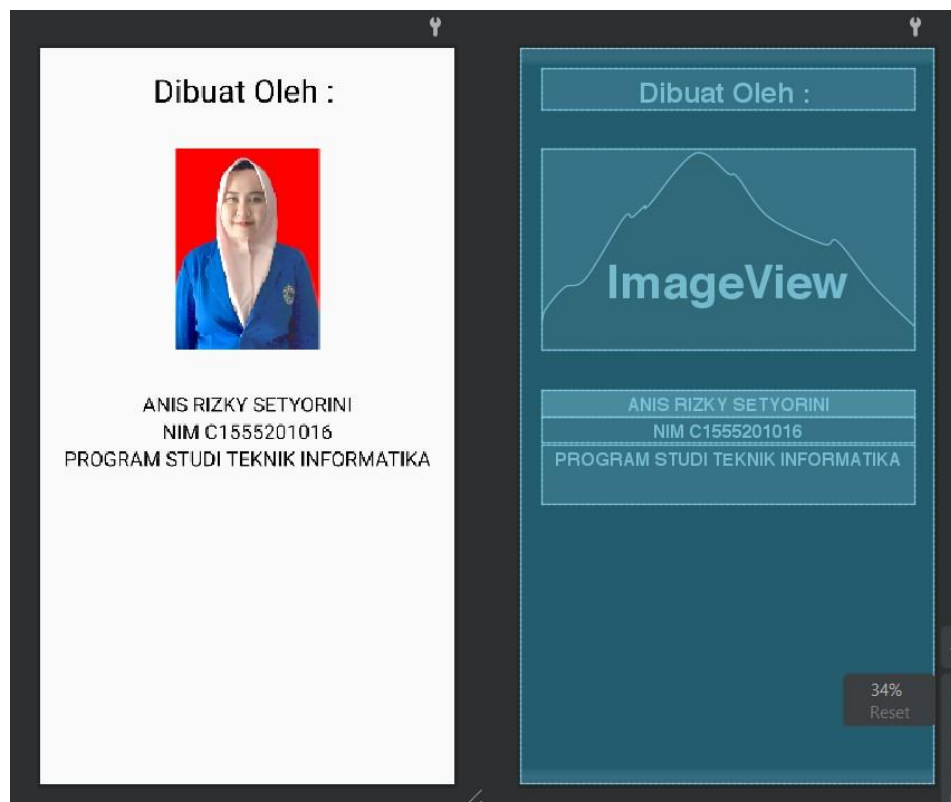 Dibuat Oleh :
ANIS RIZKY SETYORINI
NIM C1555201016
PROGRAM STUDI TEKNIK INFORMATIKA
Dibuat Oleh :
ImageView
ANIS RIZKY SETYORINI
NIM C1555201016
PROGRAM STUDI TEKNIK INFORMATIKA
34%
Reset